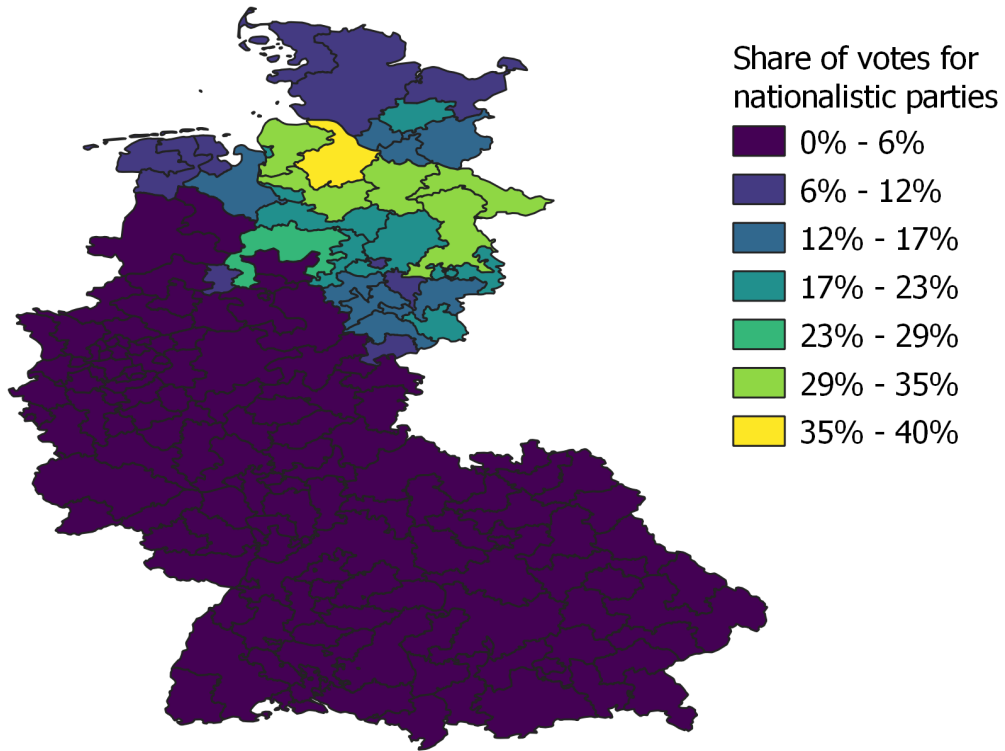 Share of votes for
nationalistic parties
0% - 6%
6% - 12%
12% - 17%
17% - 23%
23% - 29%
29% - 35%
35% - 40%